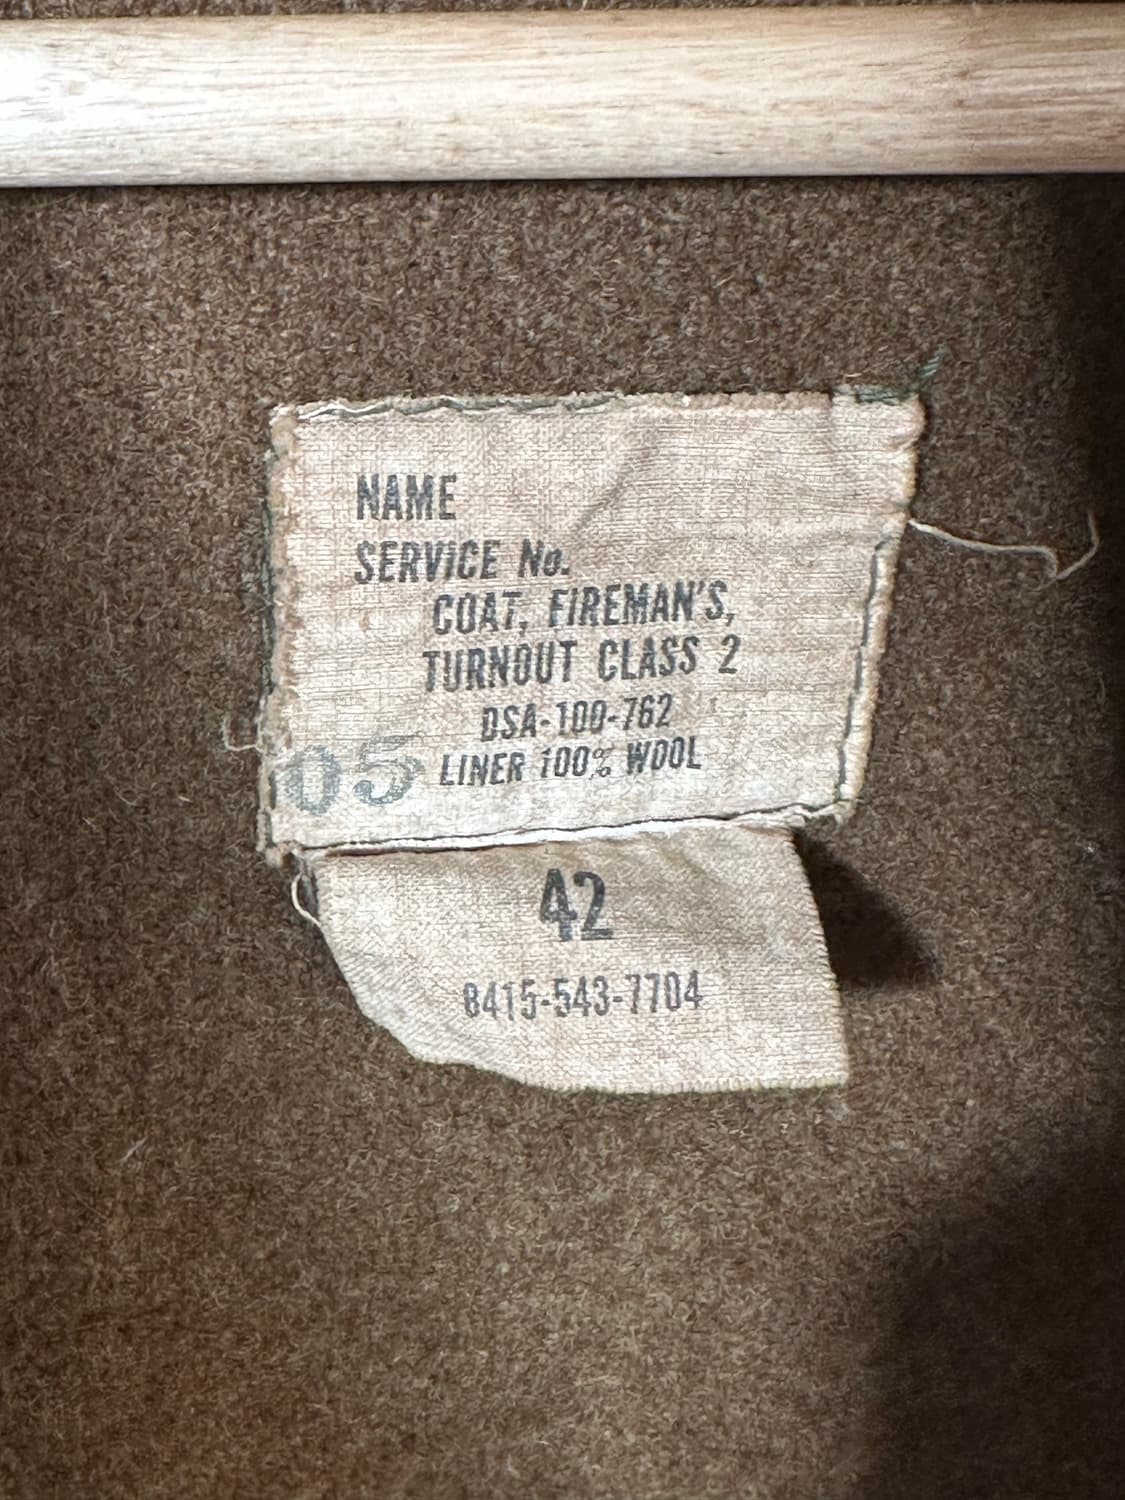 NAME
SERVICE No.
COAT, FIREMAN'S,
TURNOUT CLASS 2
DSA-100-762
05 LINER 100% WOOL
42
8415-543-7704